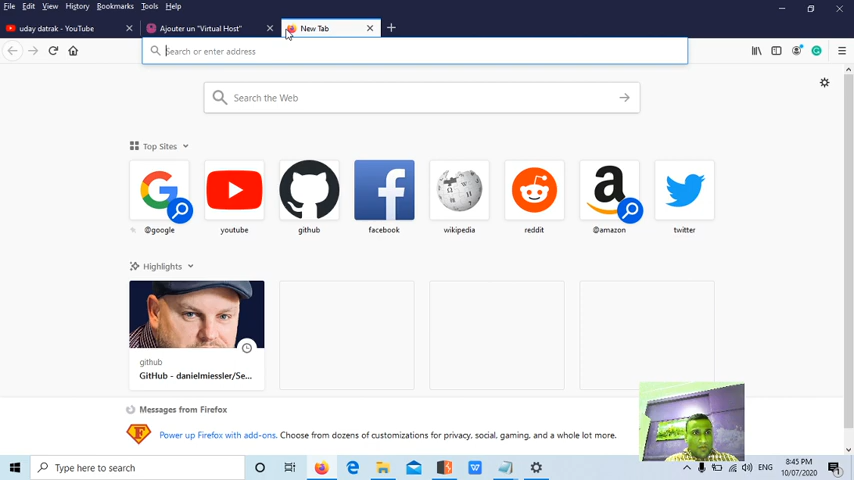 File Edit View History Bookmarks Tools Help
uday datrak - YouTube
Ajouter un "Virtual Host"
New Tab
Search or enter address
Search the Web
Top Sites
@google
youtube
github
facebook
wikipedia
reddit
@amazon
twitter
Highlights
github
GitHub - danielmiessler/Se...
Messages from Firefox
Power up Firefox with add-ons. Choose from dozens of customizations for privacy, social, gaming, and a whole lot more.
Type here to search
ENG
8:45 PM
10/07/2020